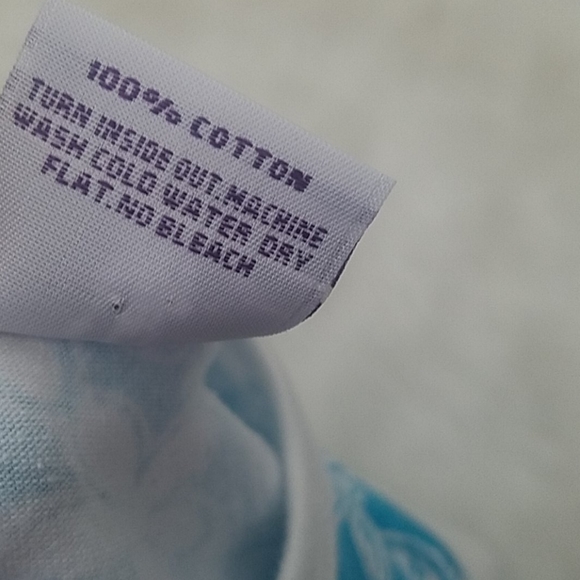 100% COTTON
TURN INSIDE OUT.MACHINE
WASH COLD WATER DRY
FLAT.NO BLEACH